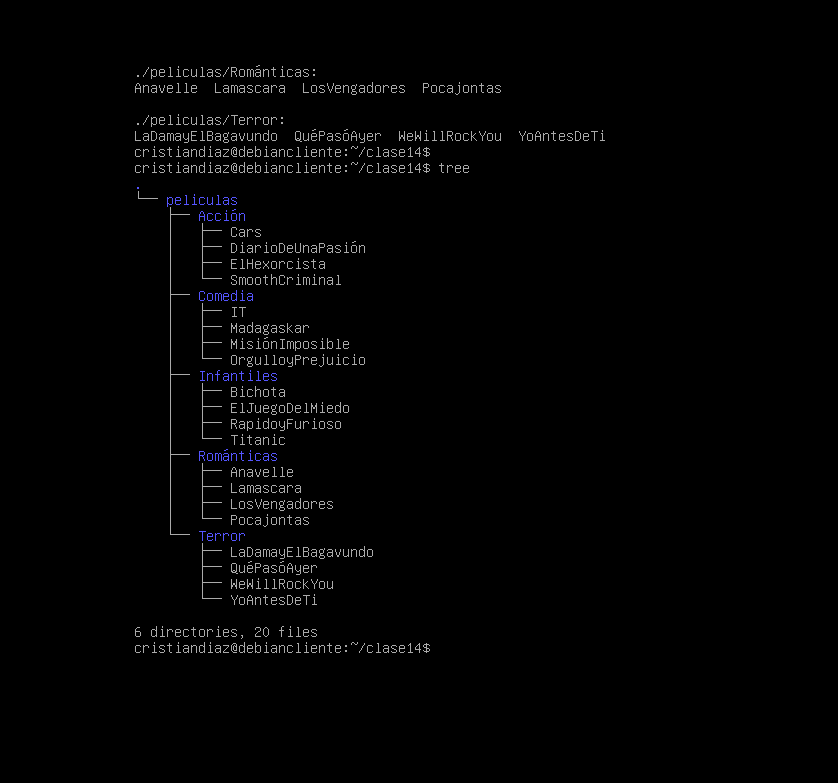 ./peliculas/Románticas:
Anavelle  Lamascara  LosVengadores  Pocajontas

./peliculas/Terror:
LaDamayElBagavundo  QuéPasóAyer  WeWillRockYou  YoAntesDeTi
cristiandiaz@debiancliente:~/clase14$
cristiandiaz@debiancliente:~/clase14$ tree
.
└── peliculas
    ├── Acción
    │   ├── Cars
    │   ├── DiarioDeUnaPasión
    │   ├── ElHexorcista
    │   └── SmoothCriminal
    ├── Comedia
    │   ├── IT
    │   ├── Madagaskar
    │   ├── MisiónImposible
    │   └── OrgulloyPrejuicio
    ├── Infantiles
    │   ├── Bichota
    │   ├── ElJuegoDelMiedo
    │   ├── RapidoyFurioso
    │   └── Titanic
    ├── Románticas
    │   ├── Anavelle
    │   ├── Lamascara
    │   ├── LosVengadores
    │   └── Pocajontas
    └── Terror
        ├── LaDamayElBagavundo
        ├── QuéPasóAyer
        ├── WeWillRockYou
        └── YoAntesDeTi

6 directories, 20 files
cristiandiaz@debiancliente:~/clase14$